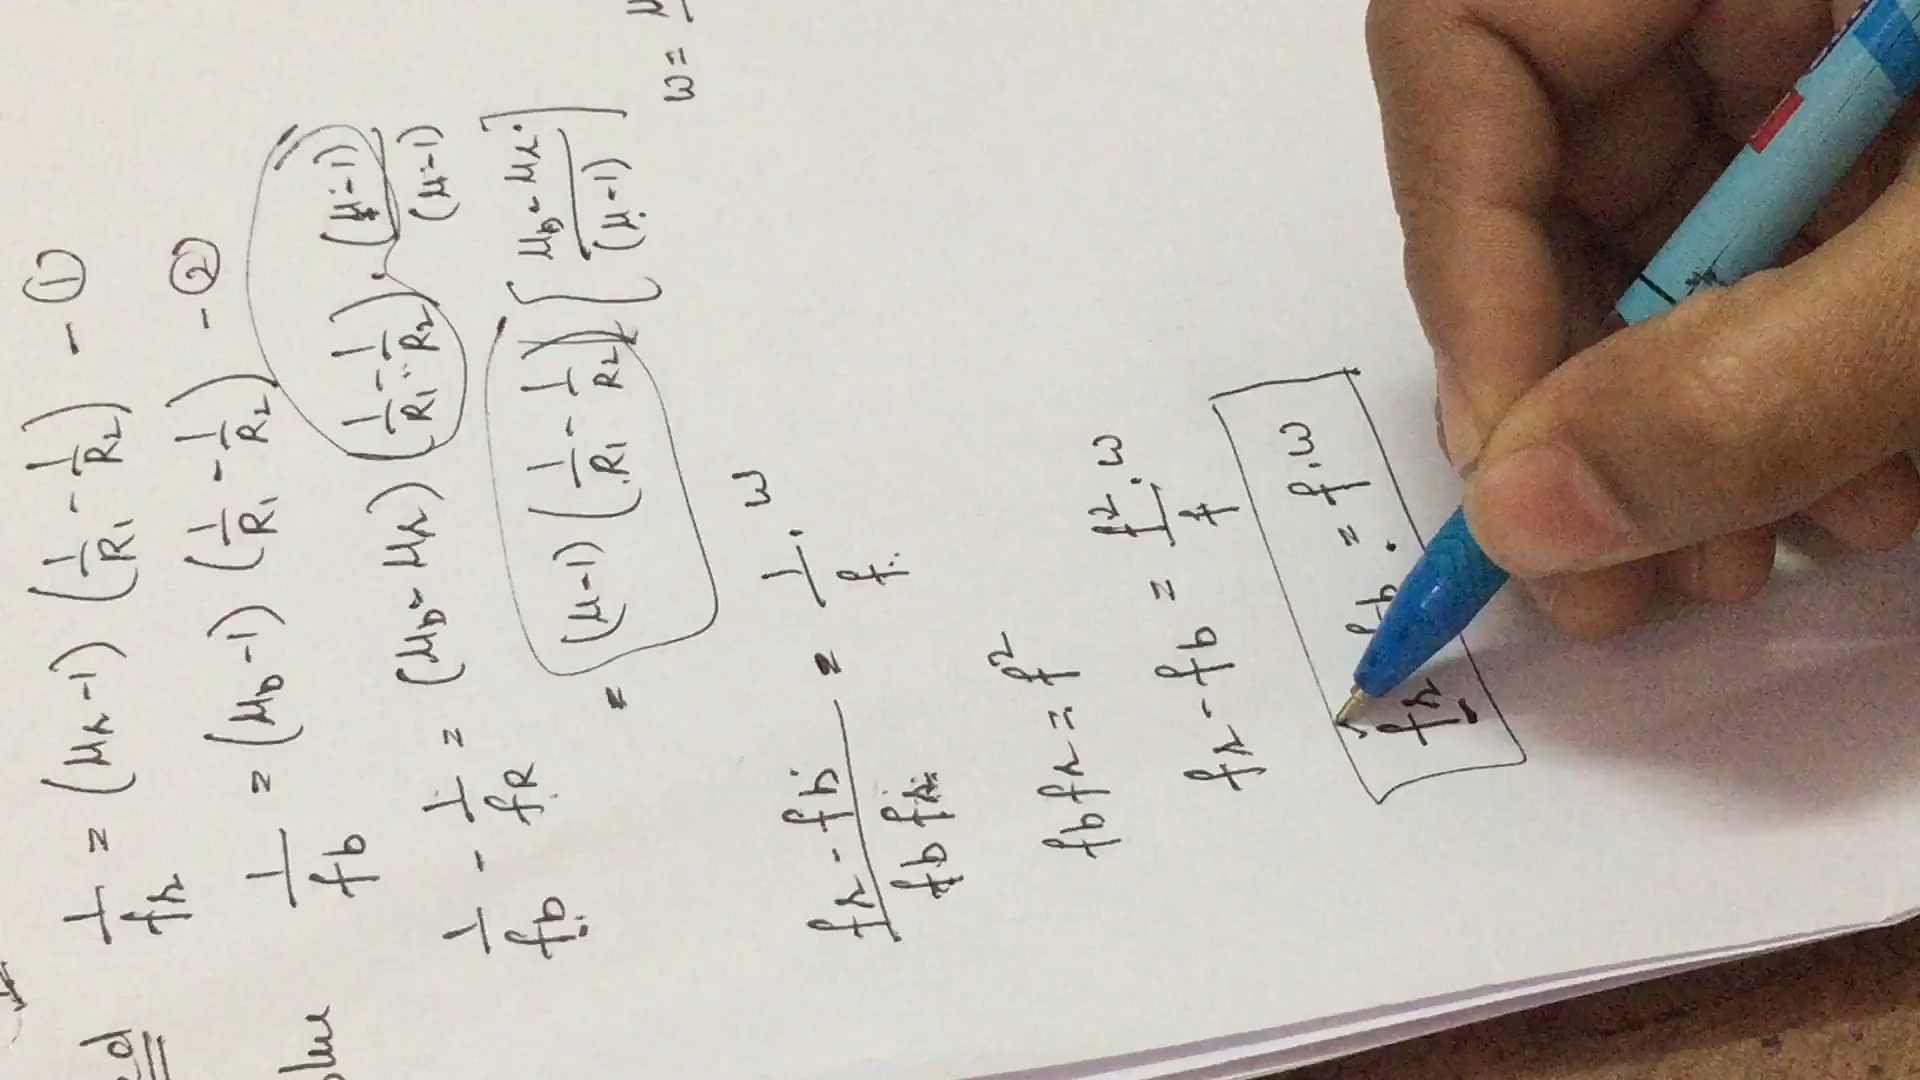 1/fr = (μr-1) (1/R1 - 1/R2) - ①
1/fb = (μb-1) (1/R1 - 1/R2) - ②
1/fb - 1/fR = (μb-μr) (1/R1 - 1/R2) . (μ-1)/(μ-1)
= (μ-1) (1/R1 - 1/R2) [μb-μr/(μ-1)]
w =
fr-fb/fb fr = 1/f . w
fb fr = f²
fr - fb = f²/f . w
fr fb = f.w